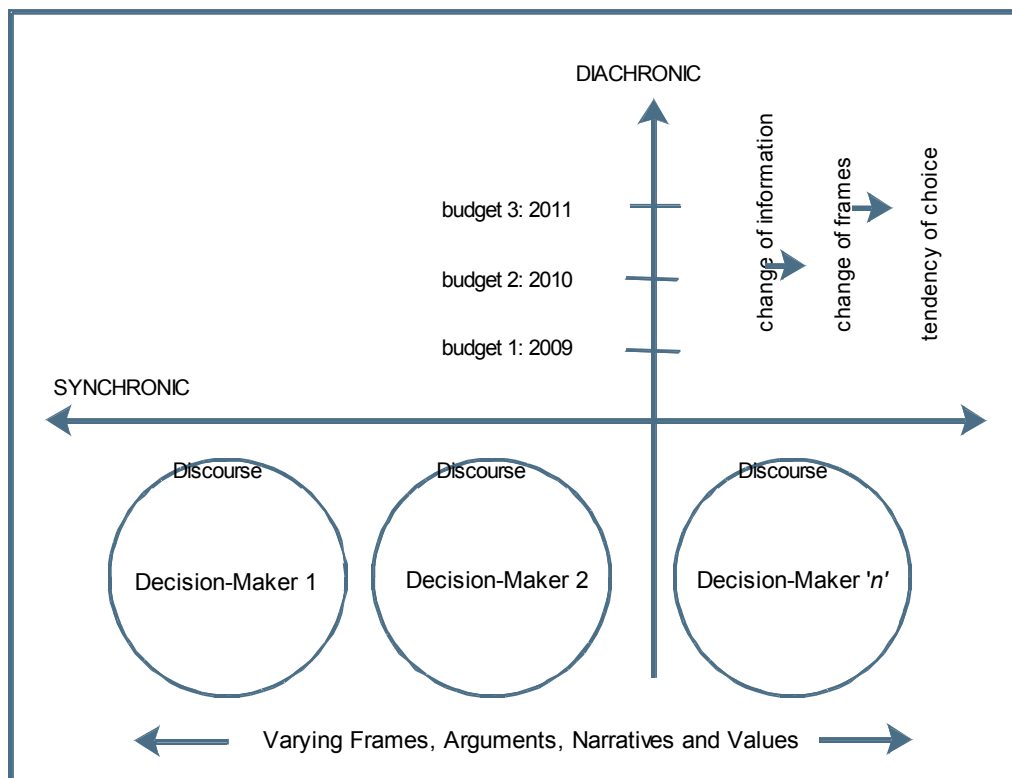 DIACHRONIC
change of information
change of frames
tendency of choice
budget 3: 2011
budget 2: 2010
budget 1: 2009
SYNCHRONIC
Discourse
Decision-Maker 1
Discourse
Decision-Maker 2
Discourse
Decision-Maker 'n'
Varying Frames, Arguments, Narratives and Values